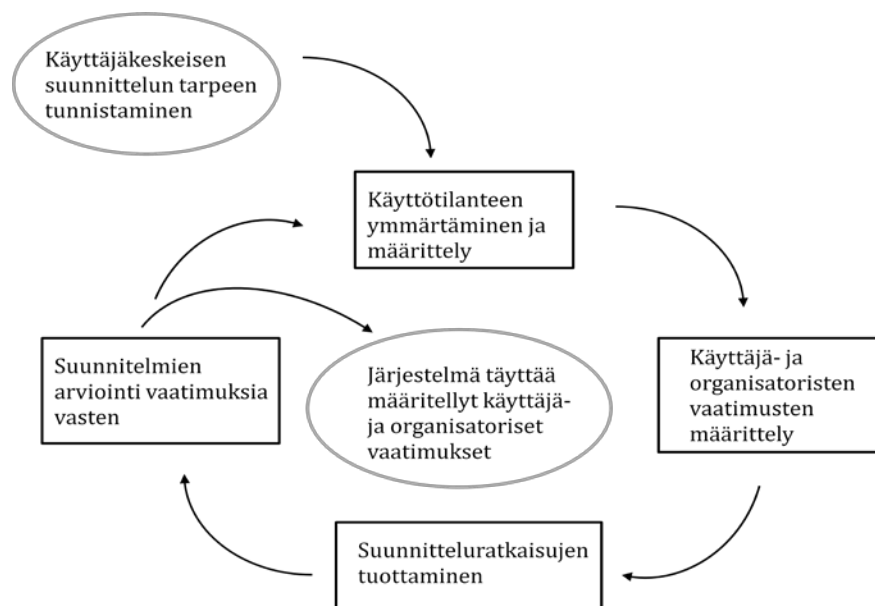 Käyttäjäkeskeisen
suunnittelun tarpeen
tunnistaminen
Käyttötilanteen
ymmärtäminen ja
määrittely
Käyttäjä- ja
organisatoristen
vaatimusten
määrittely
Suunnitteluratkaisujen
tuottaminen
Suunnitelmien
arviointi vaatimuksia
vasten
Järjestelmä täyttää
määritellyt käyttäjä-
ja organisatoriset
vaatimukset